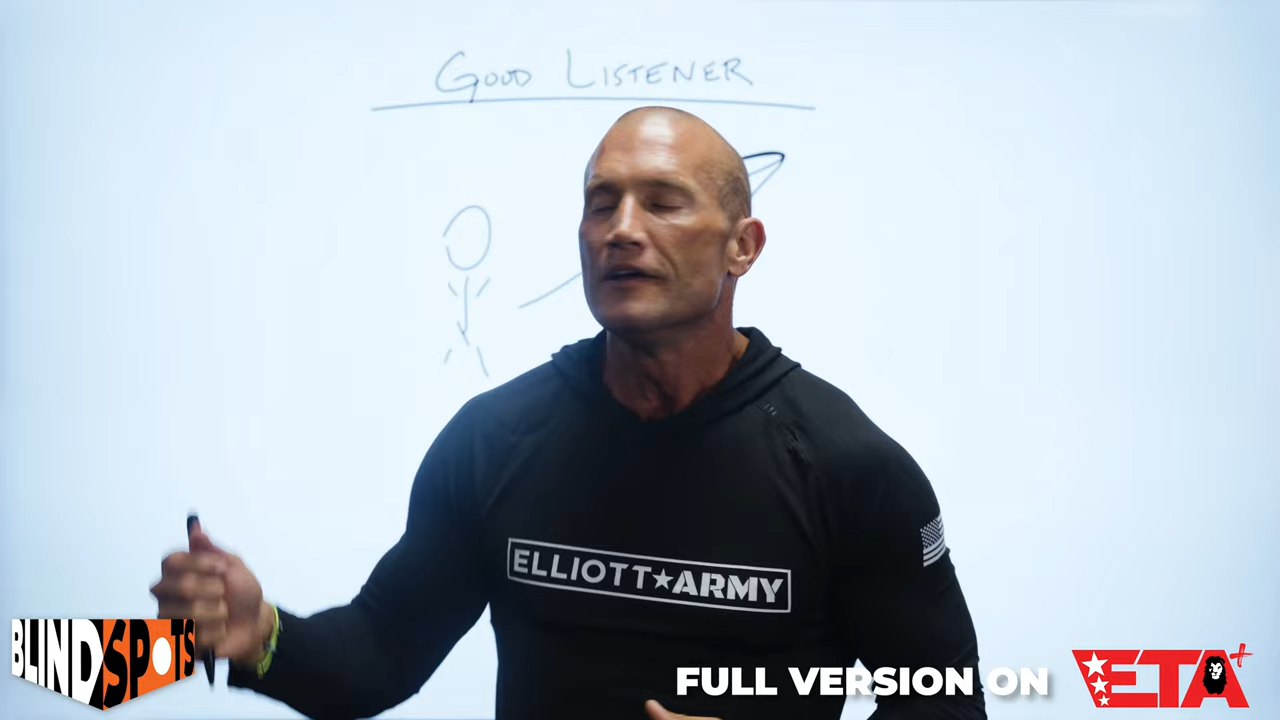 GOOD LISTENER
ELLIOTT★ARMY
BLINDSPOTS
FULL VERSION ON ETA+